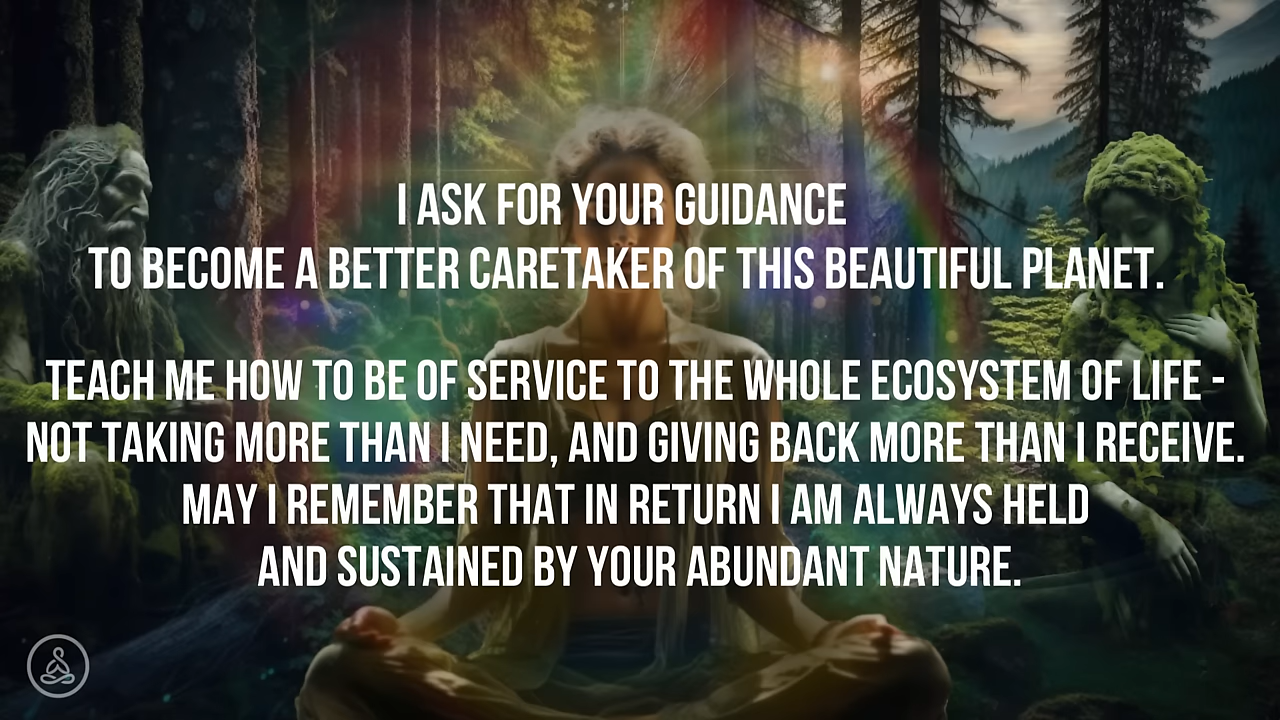 I ASK FOR YOUR GUIDANCE
TO BECOME A BETTER CARETAKER OF THIS BEAUTIFUL PLANET.
TEACH ME HOW TO BE OF SERVICE TO THE WHOLE ECOSYSTEM OF LIFE -
NOT TAKING MORE THAN I NEED, AND GIVING BACK MORE THAN I RECEIVE.
MAY I REMEMBER THAT IN RETURN I AM ALWAYS HELD
AND SUSTAINED BY YOUR ABUNDANT NATURE.